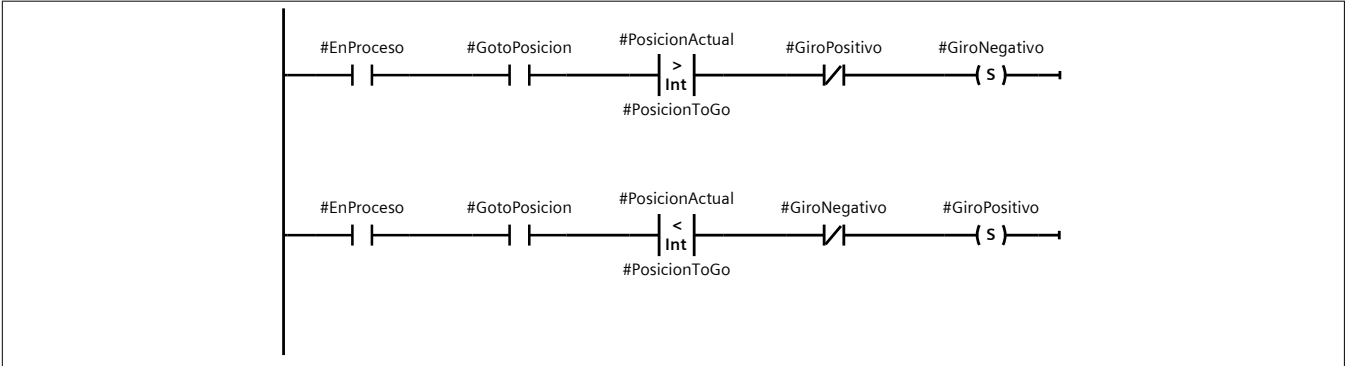 #EnProceso #GotoPosicion #PosicionActual #GiroPositivo #GiroNegativo
>
Int
S
#PosicionToGo
#EnProceso #GotoPosicion #PosicionActual #GiroNegativo #GiroPositivo
<
Int
S
#PosicionToGo